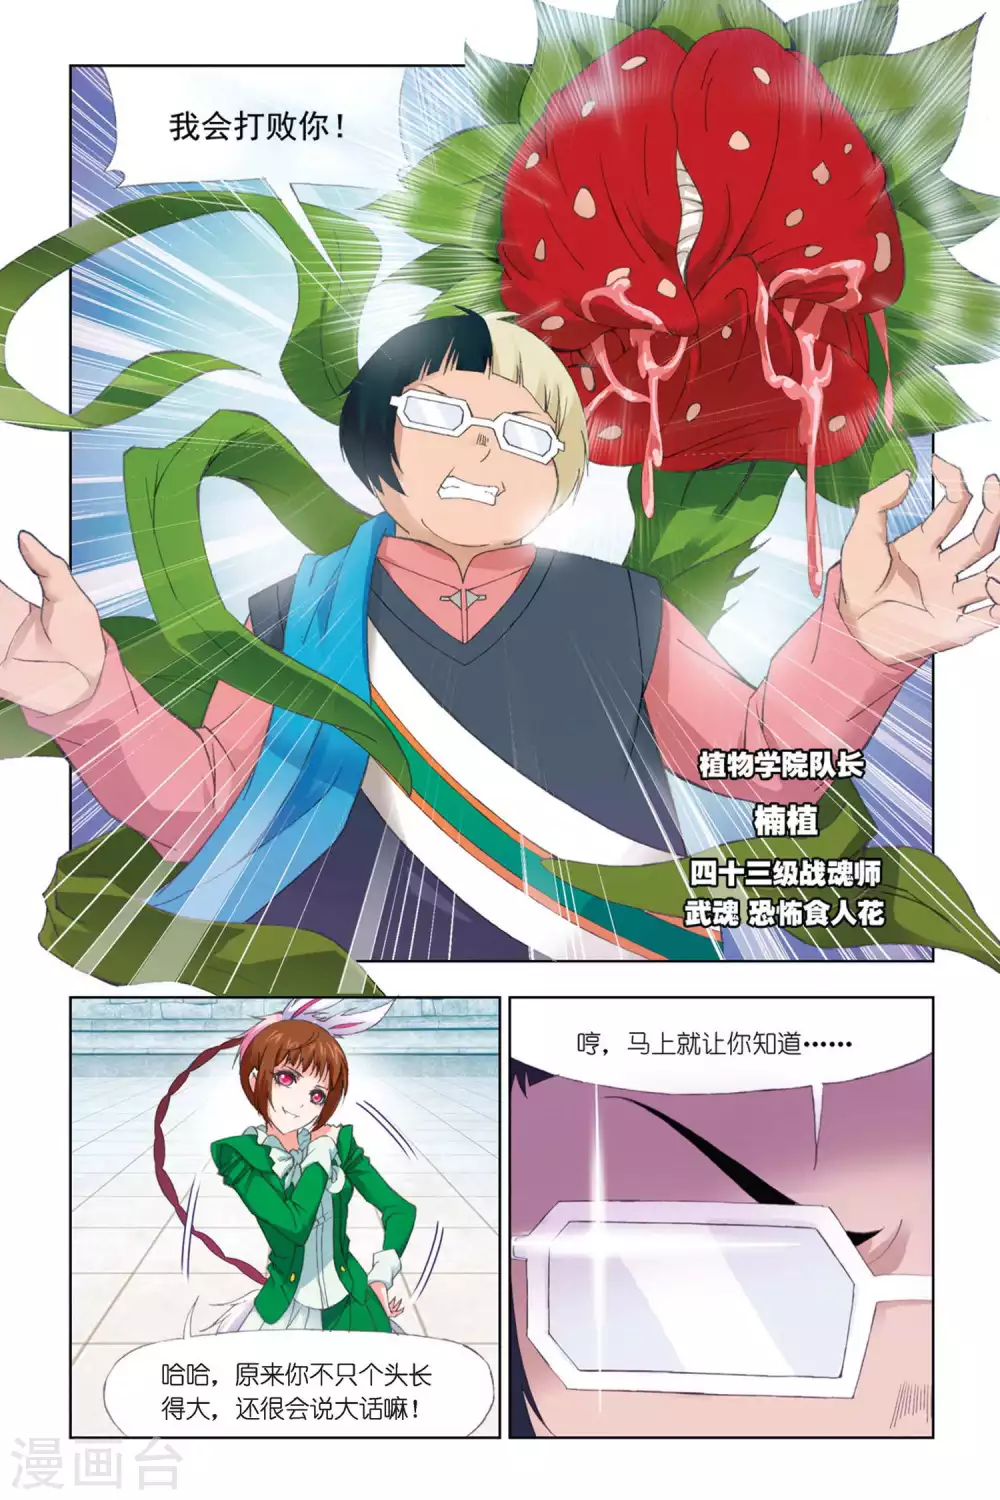 我会打败你！
植物学院队长
楠植
四十三级战魂师
武魂 恐怖食人花
哼，马上就让你知道……
哈哈，原来你不只个头长
得大，还很会说大话嘛！
漫画台